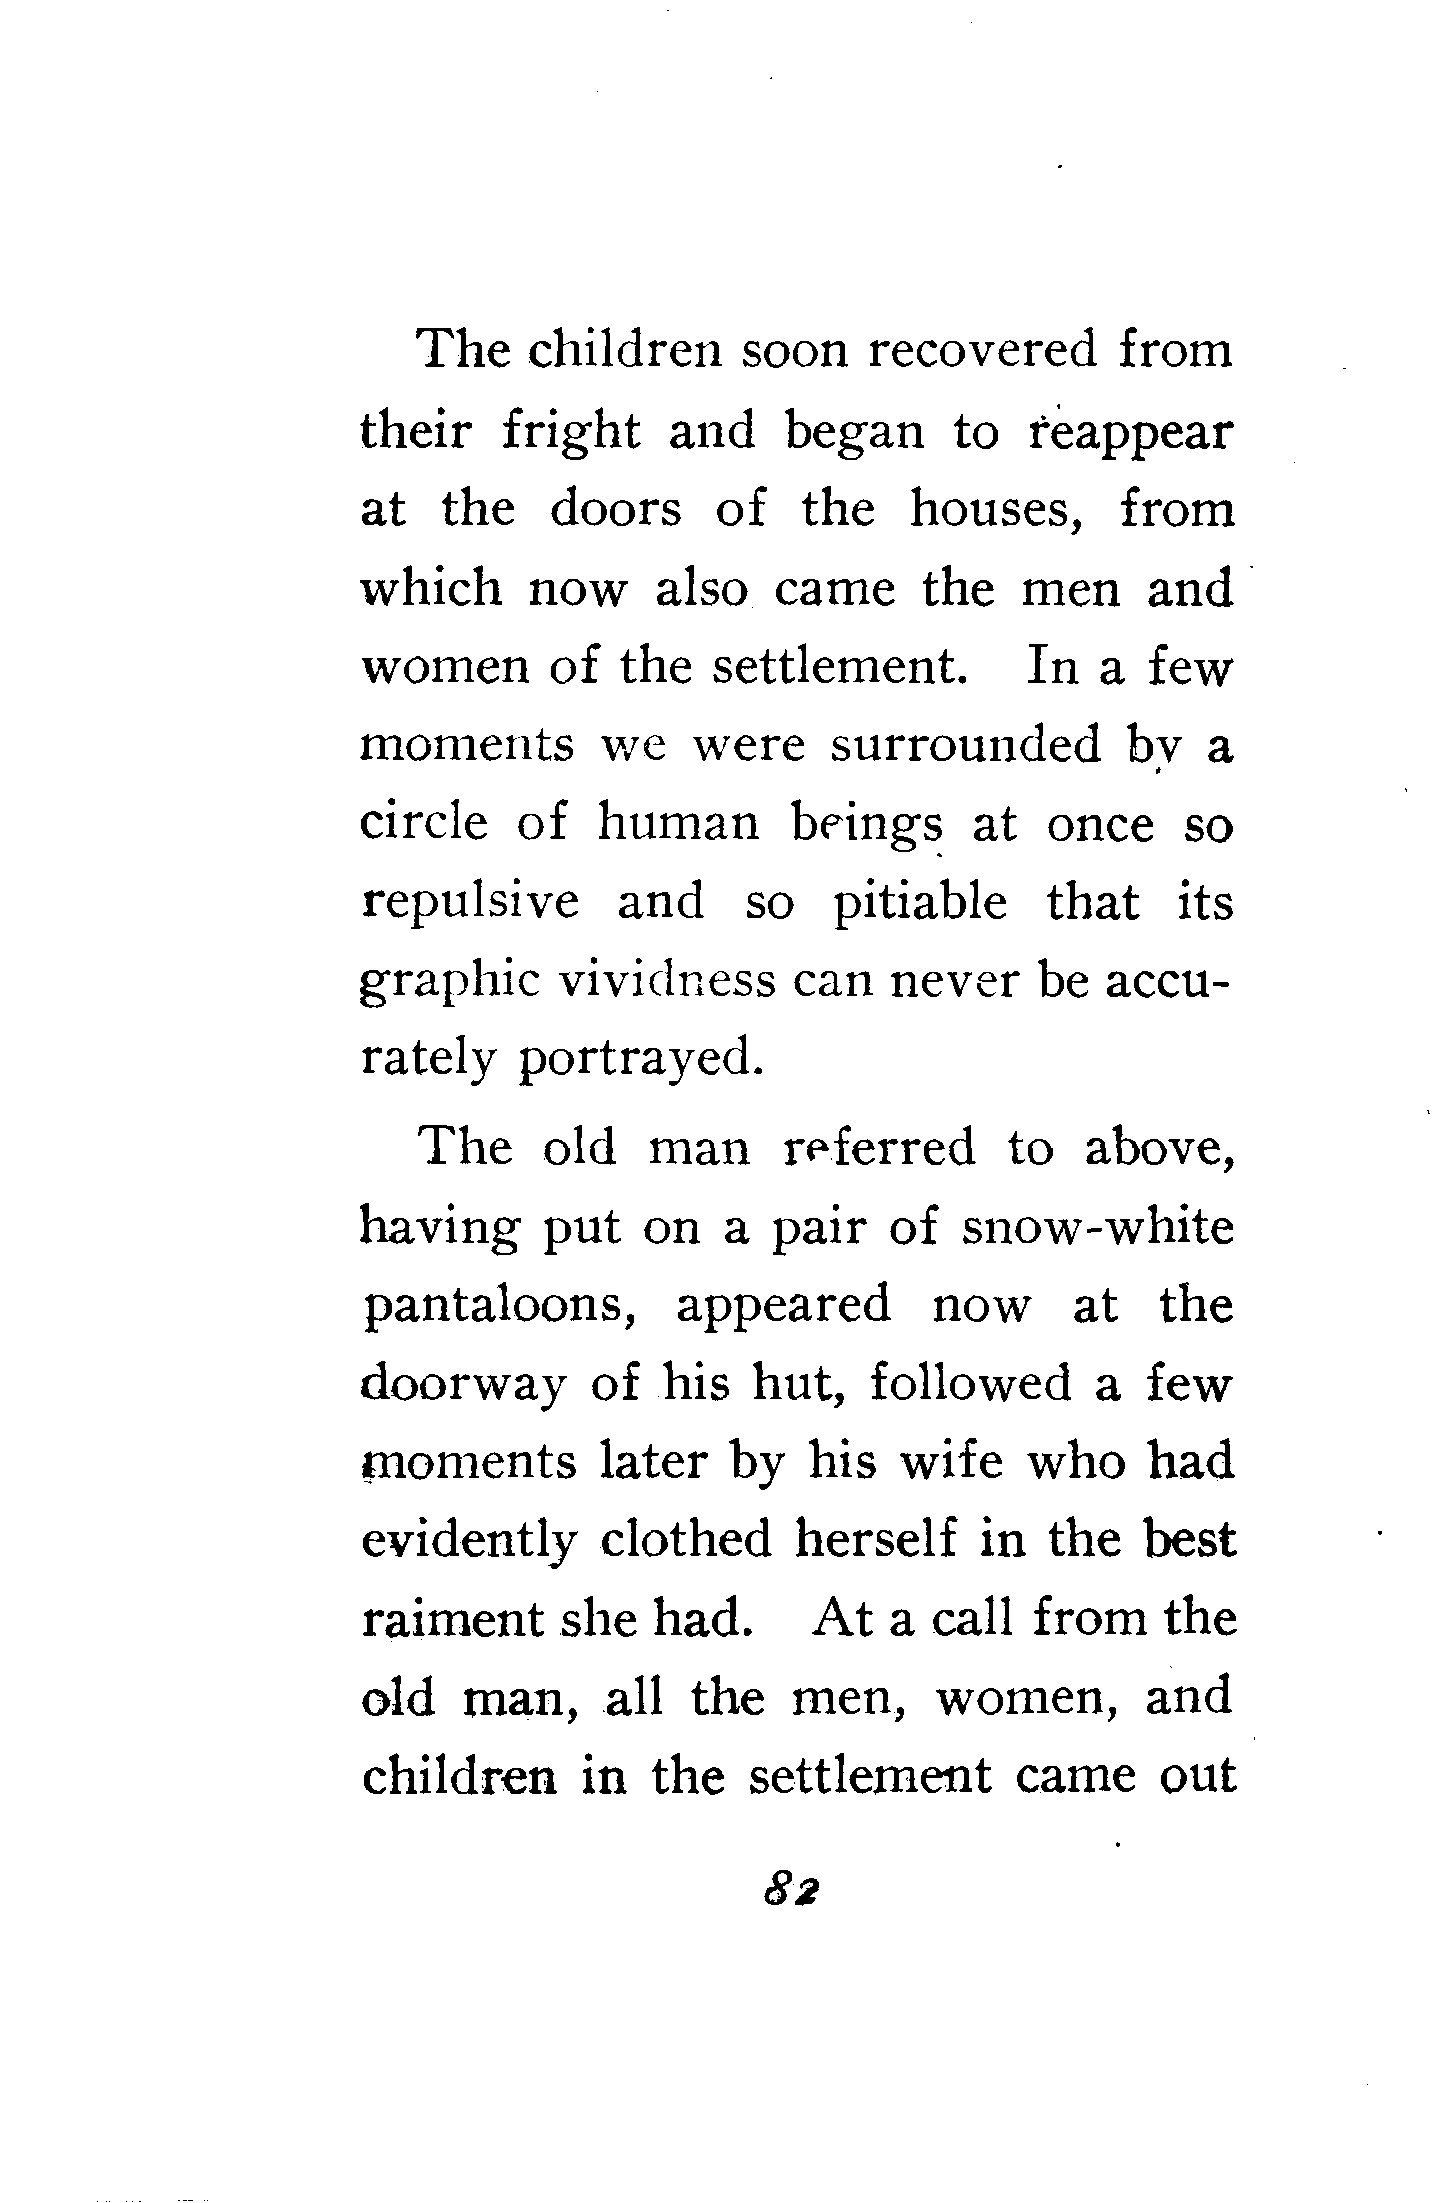 The children soon recovered from
their fright and began to reappear
at the doors of the houses, from
which now also came the men and
women of the settlement. In a few
moments we were surrounded by a
circle of human beings at once so
repulsive and so pitiable that its
graphic vividness can never be accu-
rately portrayed.
The old man referred to above,
having put on a pair of snow-white
pantaloons, appeared now at the
doorway of his hut, followed a few
moments later by his wife who had
evidently clothed herself in the best
raiment she had. At a call from the
old man, all the men, women, and
children in the settlement came out
82